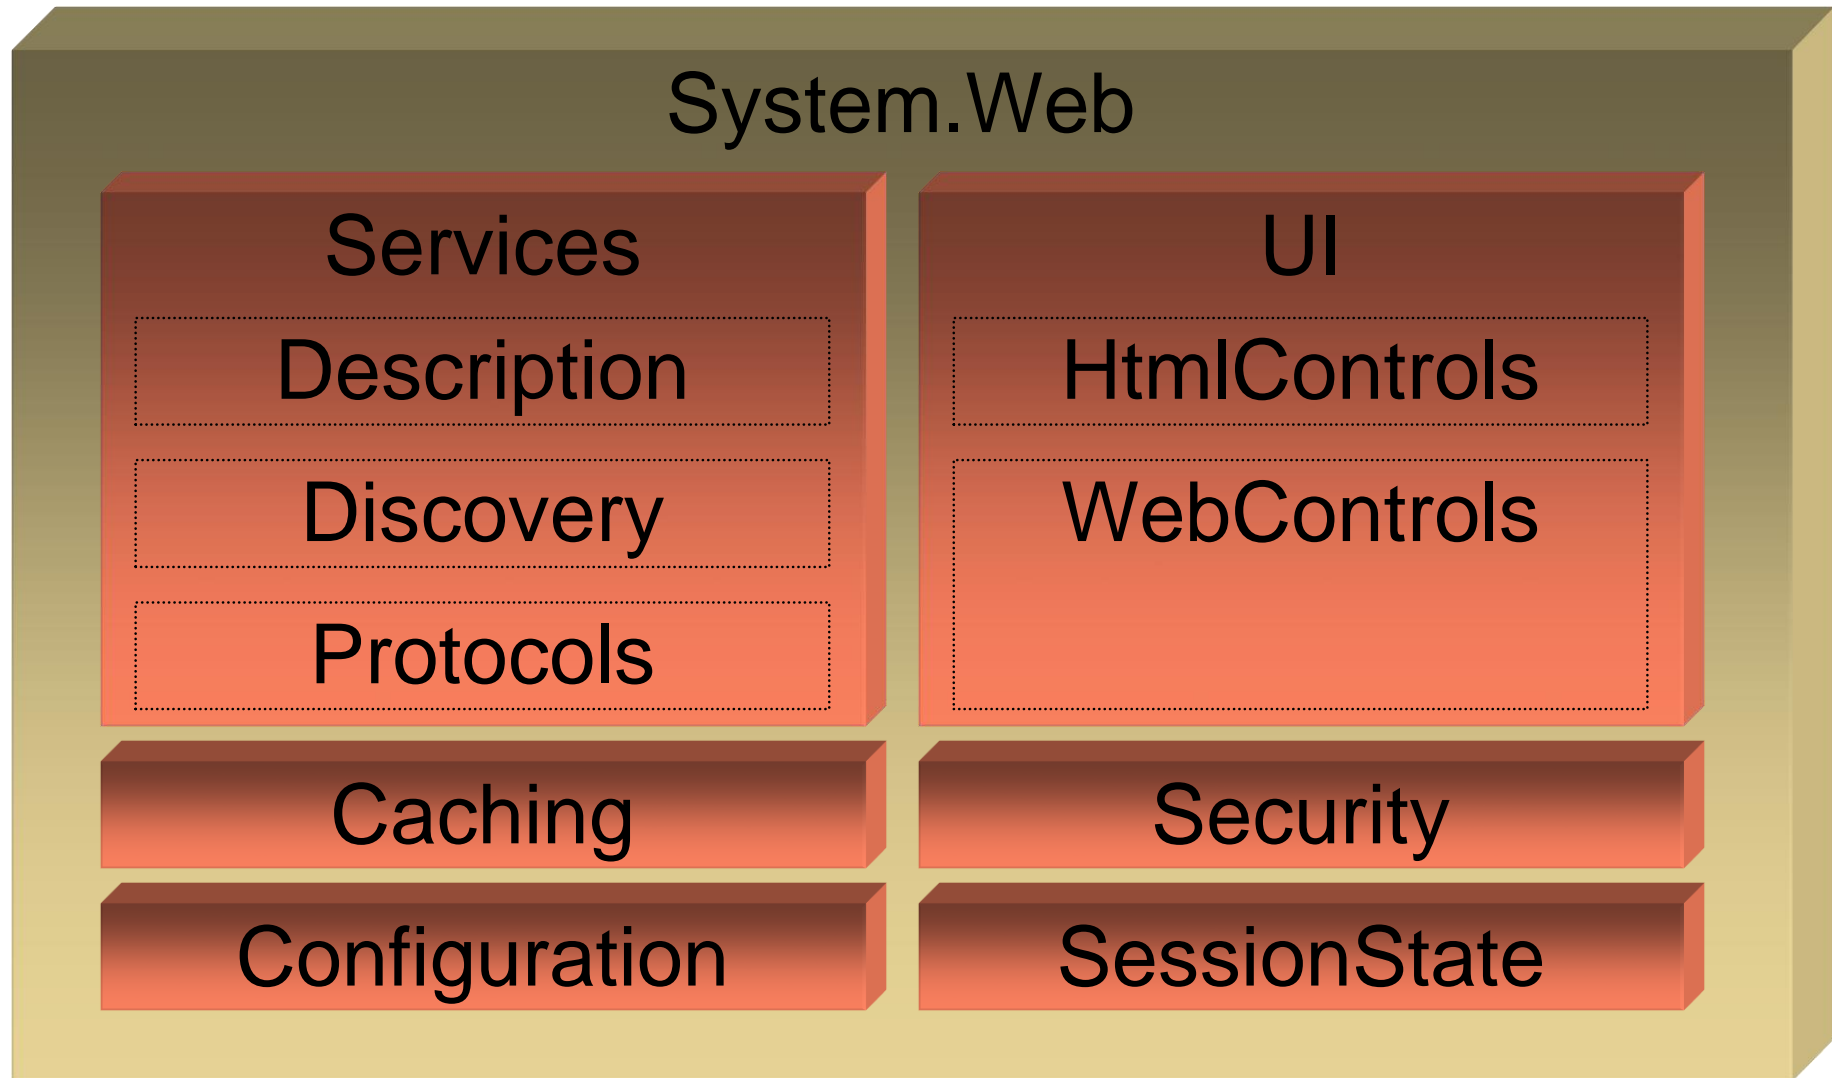 System.Web
Services
Description
Discovery
Protocols
UI
HtmlControls
WebControls
Caching
Security
Configuration
SessionState